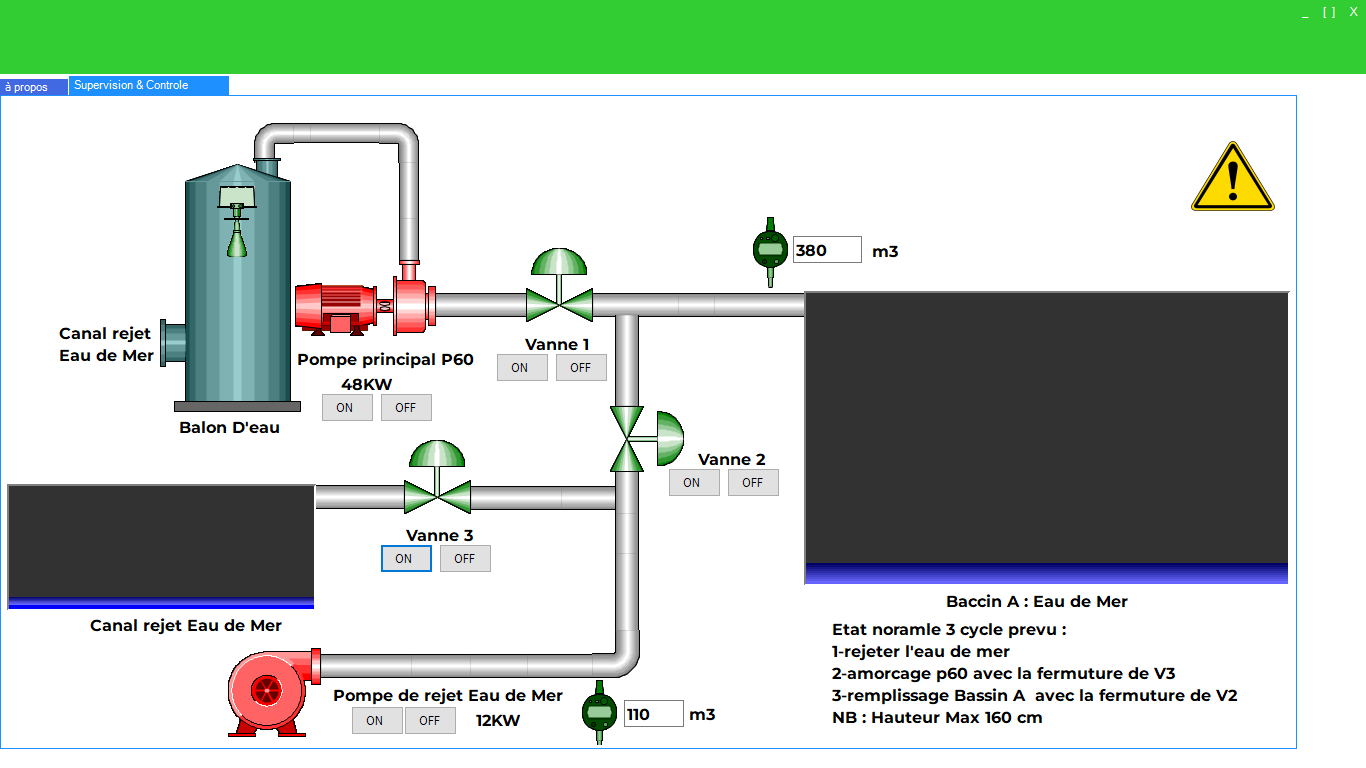 _ [ ] X
à propos
Supervision & Controle
380 m3
Canal rejet
Eau de Mer
Vanne 1
ON OFF
Pompe principal P60
48KW
ON OFF
Balon D'eau
Vanne 2
ON OFF
Vanne 3
ON OFF
Canal rejet Eau de Mer
Baccin A : Eau de Mer
Etat noramle 3 cycle prevu :
1-rejeter l'eau de mer
2-amorcage p60 avec la fermuture de V3
3-remplissage Bassin A avec la fermuture de V2
NB : Hauteur Max 160 cm
Pompe de rejet Eau de Mer
ON OFF 12KW
110 m3